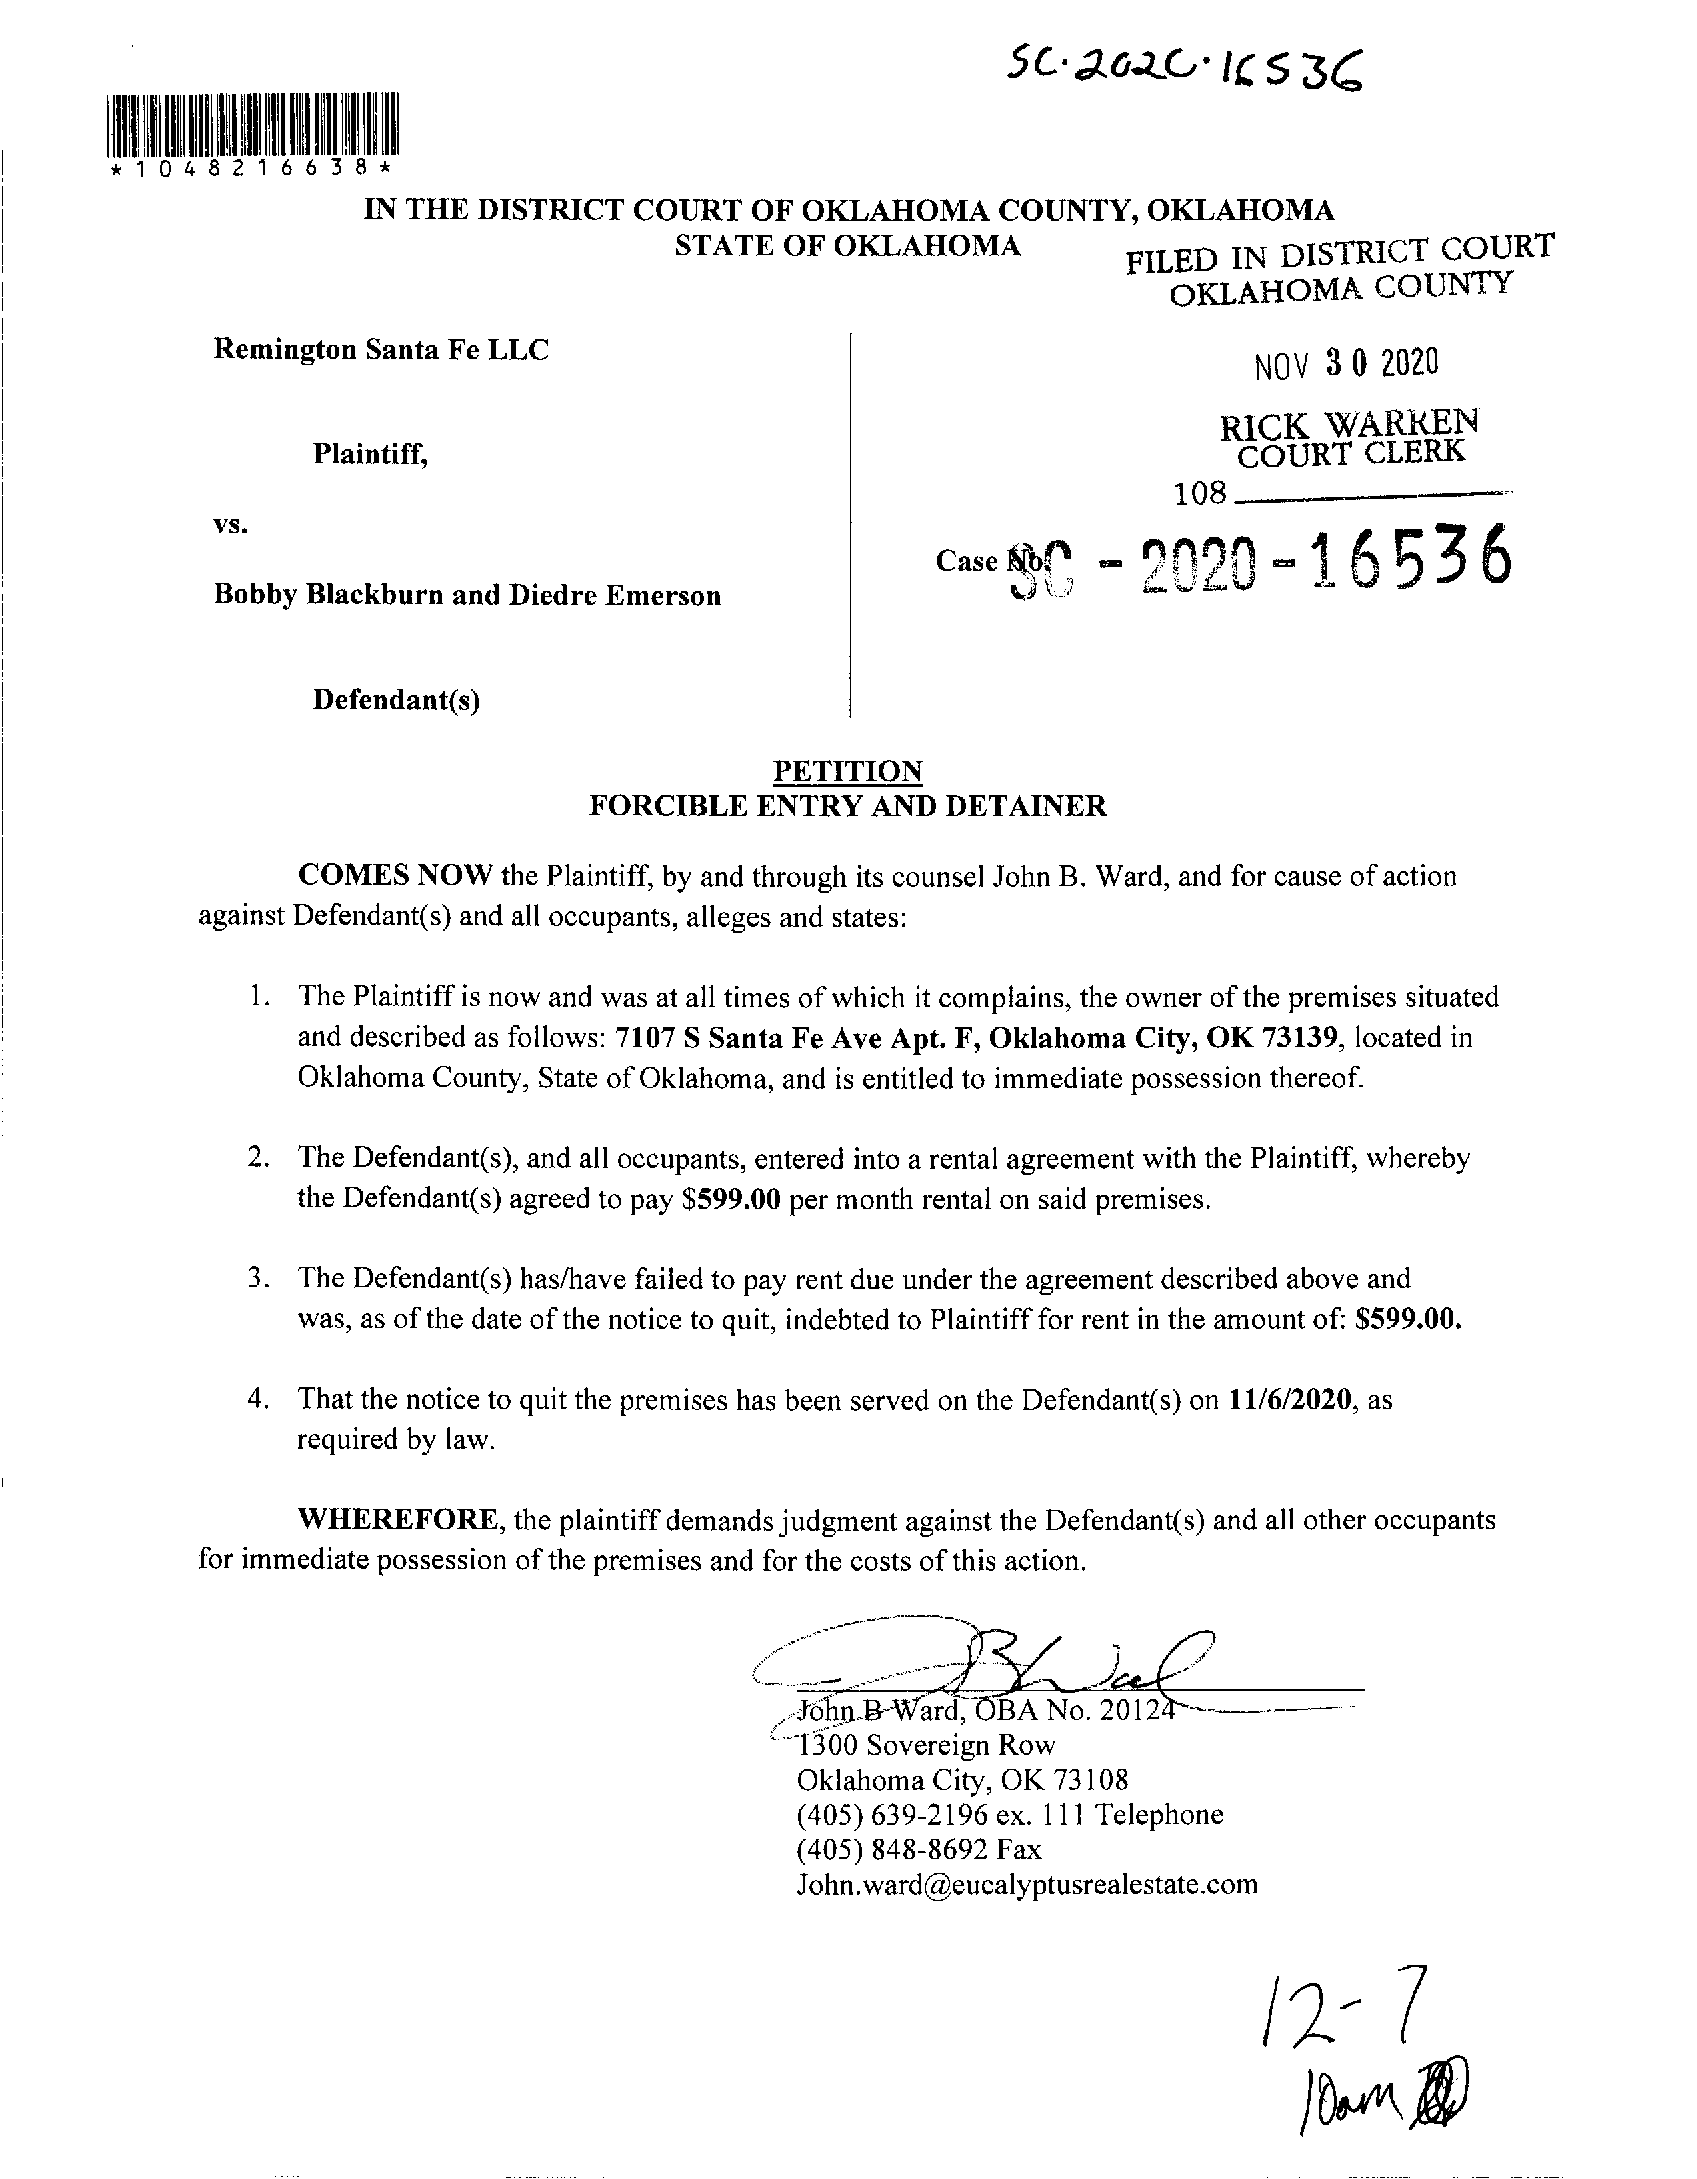 SC·2020·16536
*1048216638*
IN THE DISTRICT COURT OF OKLAHOMA COUNTY, OKLAHOMA
STATE OF OKLAHOMA
FILED IN DISTRICT COURT
OKLAHOMA COUNTY
Remington Santa Fe LLC
NOV 30 2020
RICK WARREN
COURT CLERK
Plaintiff,
108
vs.
Case No. SC - 2020 - 16536
Bobby Blackburn and Diedre Emerson
Defendant(s)
PETITION
FORCIBLE ENTRY AND DETAINER
COMES NOW the Plaintiff, by and through its counsel John B. Ward, and for cause of action
against Defendant(s) and all occupants, alleges and states:
1. The Plaintiff is now and was at all times of which it complains, the owner of the premises situated
and described as follows: 7107 S Santa Fe Ave Apt. F, Oklahoma City, OK 73139, located in
Oklahoma County, State of Oklahoma, and is entitled to immediate possession thereof.
2. The Defendant(s), and all occupants, entered into a rental agreement with the Plaintiff, whereby
the Defendant(s) agreed to pay $599.00 per month rental on said premises.
3. The Defendant(s) has/have failed to pay rent due under the agreement described above and
was, as of the date of the notice to quit, indebted to Plaintiff for rent in the amount of: $599.00.
4. That the notice to quit the premises has been served on the Defendant(s) on 11/6/2020, as
required by law.
WHEREFORE, the plaintiff demands judgment against the Defendant(s) and all other occupants
for immediate possession of the premises and for the costs of this action.
John B Ward, OBA No. 20124
1300 Sovereign Row
Oklahoma City, OK 73108
(405) 639-2196 ex. 111 Telephone
(405) 848-8692 Fax
John.ward@eucalyptusrealestate.com
12-7
10am